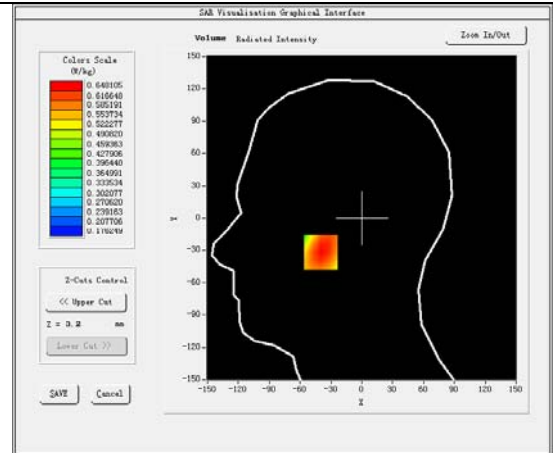 SAR Visualisation Graphical Interface
Volume Radiated Intensity
Zoom In/Out
Colors Scale
(W/kg)
0.648105
0.616648
0.585191
0.553734
0.522277
0.490820
0.459363
0.427906
0.396448
0.364991
0.333534
0.302077
0.270620
0.239163
0.207706
0.176249
Z-Cuts Control
<< Upper Cut
Z = 3.2 mm
Lower Cut >>
SAVE
Cancel
150
120
90
60
30
0
-30
-60
-90
-120
-150
Y
-150 -120 -90 -60 -30 0 30 60 90 120 150
X